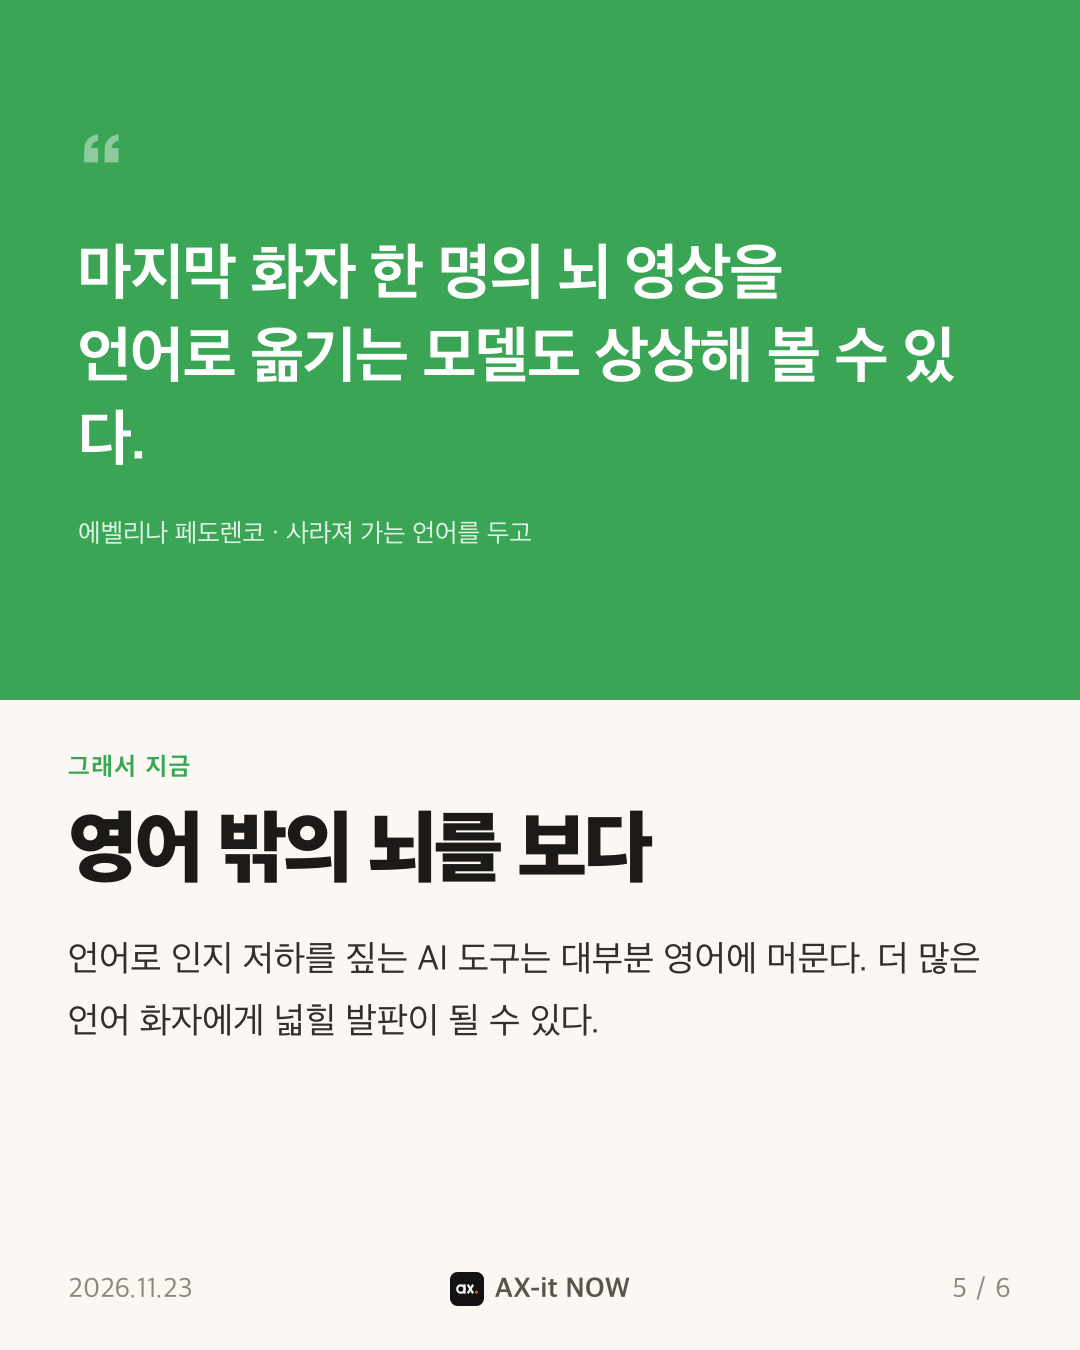 “
마지막 화자 한 명의 뇌 영상을
언어로 옮기는 모델도 상상해 볼 수 있
다.
에벨리나 페도렌코 · 사라져 가는 언어를 두고
그래서 지금
영어 밖의 뇌를 보다
언어로 인지 저하를 짚는 AI 도구는 대부분 영어에 머문다. 더 많은
언어 화자에게 넓힐 발판이 될 수 있다.
2026.11.23
ax. AX-it NOW
5 / 6